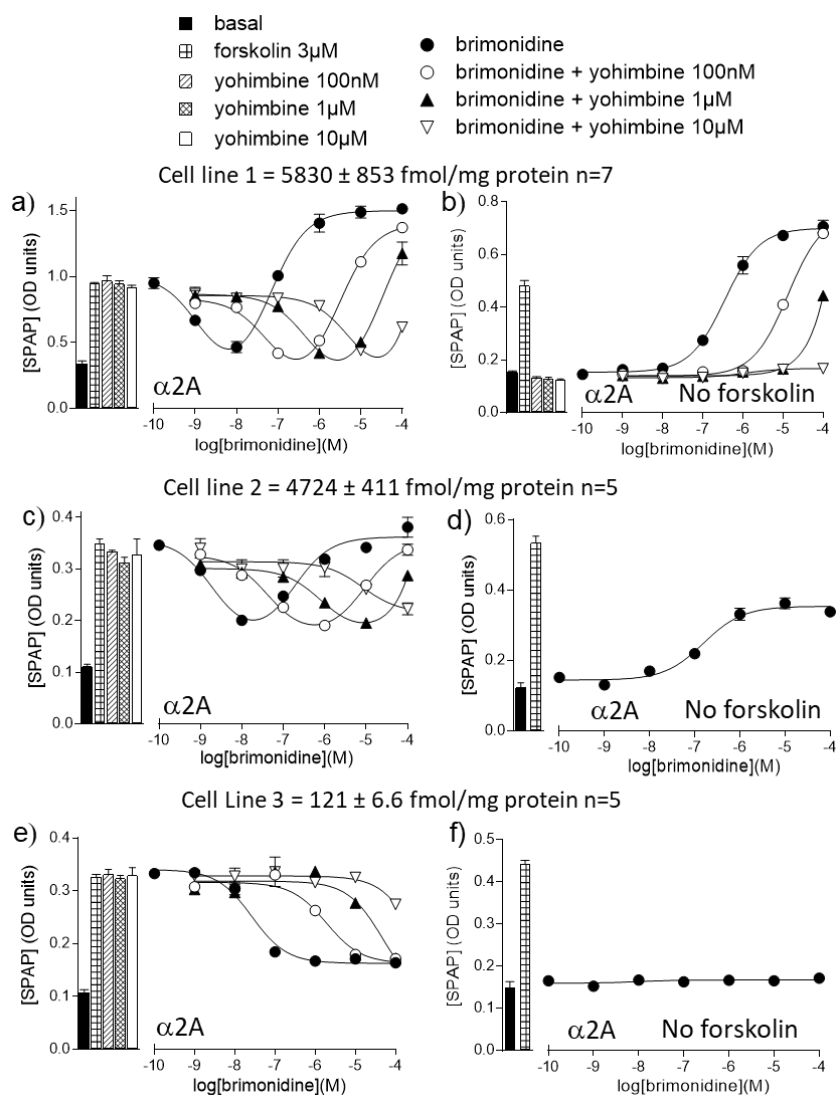 basal
forskolin 3µM
yohimbine 100nM
yohimbine 1µM
yohimbine 10µM
brimonidine
brimonidine + yohimbine 100nM
brimonidine + yohimbine 1µM
brimonidine + yohimbine 10µM
Cell line 1 = 5830 ± 853 fmol/mg protein n=7
a)
[SPAP] (OD units)
1.5
1.0
0.5
0.0
α2A
-10 -9 -8 -7 -6 -5 -4
log[brimonidine](M)
b)
[SPAP] (OD units)
0.8
0.6
0.4
0.2
0.0
α2A No forskolin
-10 -9 -8 -7 -6 -5 -4
log[brimonidine](M)
Cell line 2 = 4724 ± 411 fmol/mg protein n=5
c)
[SPAP] (OD units)
0.4
0.3
0.2
0.1
0.0
α2A
-10 -9 -8 -7 -6 -5 -4
log[brimonidine](M)
d)
[SPAP] (OD units)
0.6
0.4
0.2
0.0
α2A No forskolin
-10 -9 -8 -7 -6 -5 -4
log[brimonidine](M)
Cell Line 3 = 121 ± 6.6 fmol/mg protein n=5
e)
[SPAP] (OD units)
0.4
0.3
0.2
0.1
0.0
α2A
-10 -9 -8 -7 -6 -5 -4
log[brimonidine](M)
f)
[SPAP] (OD units)
0.5
0.4
0.3
0.2
0.1
0.0
α2A No forskolin
-10 -9 -8 -7 -6 -5 -4
log[brimonidine](M)